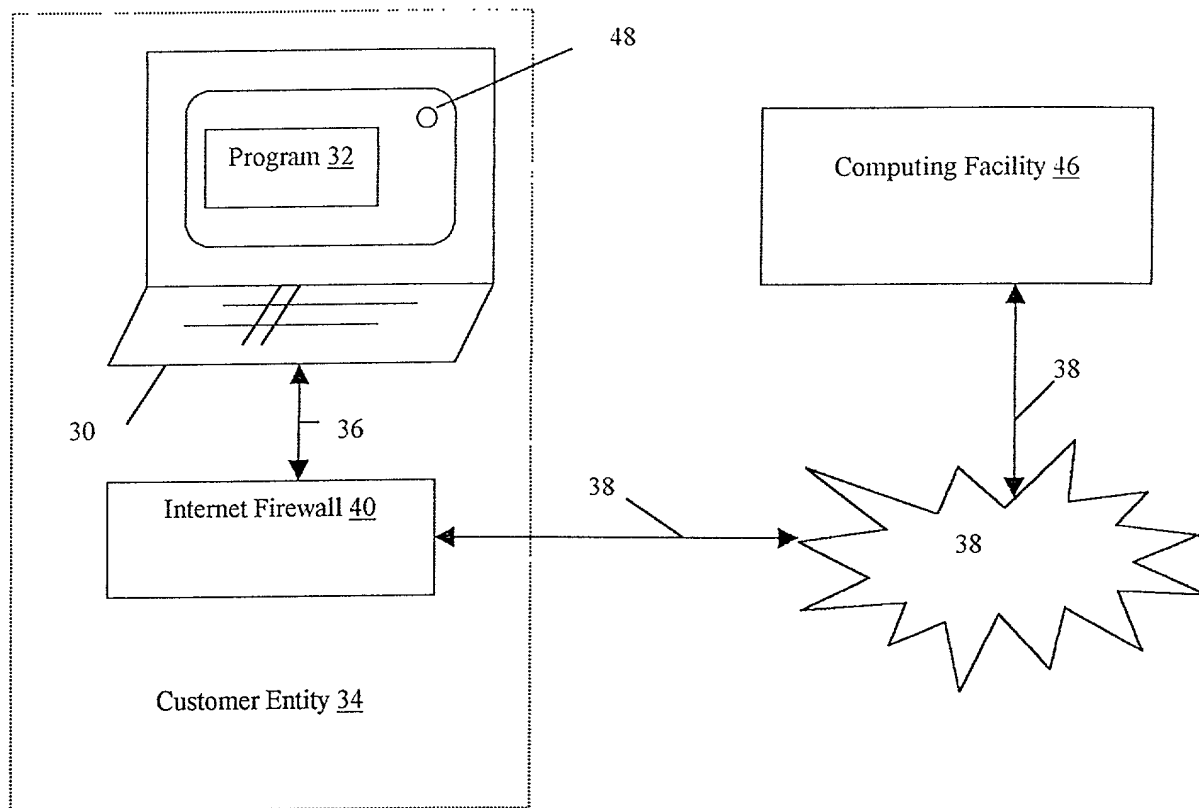 48
Program 32
Computing Facility 46
38
30
36
Internet Firewall 40
38
38
Customer Entity 34